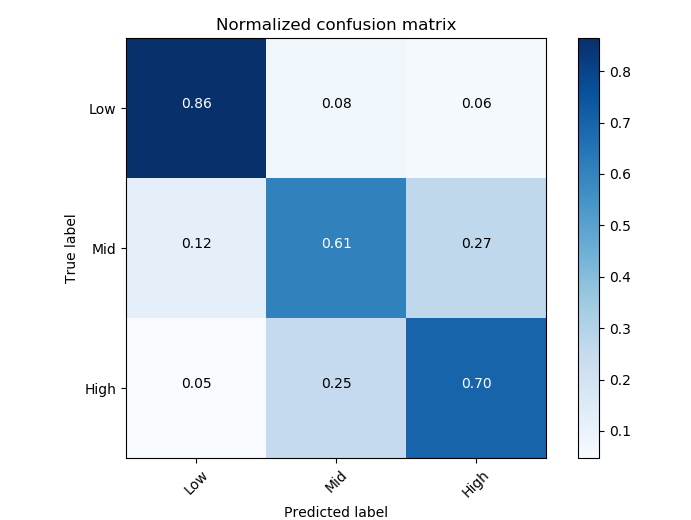 Normalized confusion matrix
Low 0.86 0.08 0.06
Mid 0.12 0.61 0.27
High 0.05 0.25 0.70
True label
Low Mid High
Predicted label
0.8
0.7
0.6
0.5
0.4
0.3
0.2
0.1